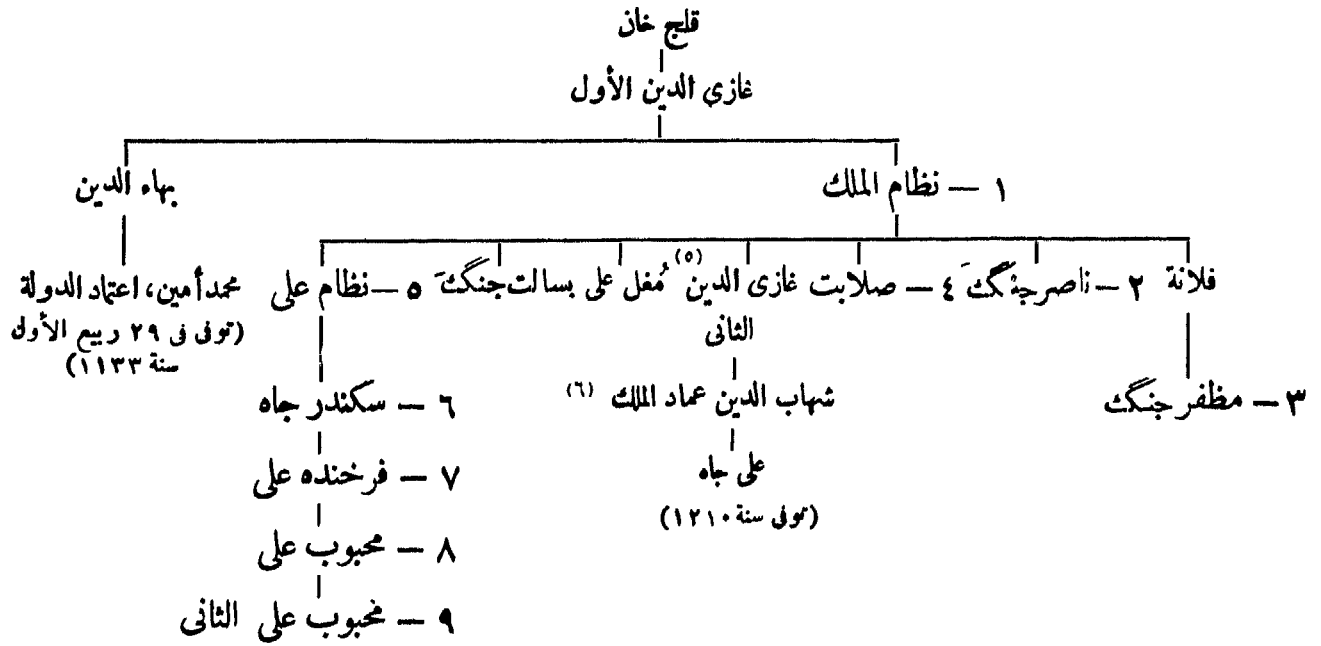 قلج خان
غازي الدين الأول
١ — نظام الملك
بهاء الدين
فلانة ٢ — ناصر جنگ ٤ — صلابت غازى الدين (٥) مُغل على بسالت جنگ ٥ — نظام على
محمد أمين، اعتماد الدولة
الثانى
(توفى فى ٢٩ ربيع الأول
سنة ١١٣٣)
٣ — مظفر جنگ
شهاب الدين عماد الملك (٦)
٦ — سكندر جاه
على جاه
٧ — فرخنده على
(توفى سنة ١٢١٠)
٨ — محبوب على
٩ — محبوب على الثانى